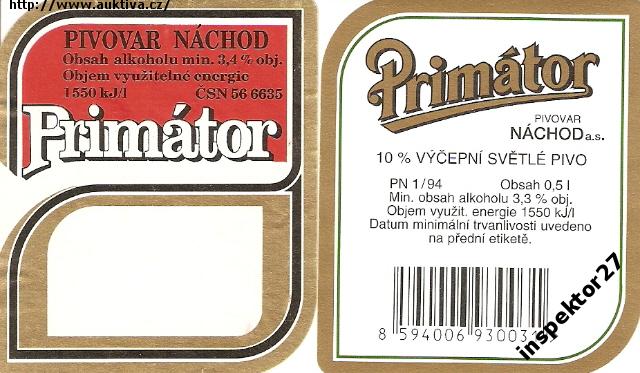 http://www.auktiva.cz/
PIVOVAR NÁCHOD
Obsah alkoholu min. 3,4 % obj.
Objem využitelné energie
1550 kJ/l ČSN 56 6635
Primátor
Primátor
PIVOVAR
NÁCHOD a.s.
10 % VÝČEPNÍ SVĚTLÉ PIVO
PN 1/94 Obsah 0,5 l
Min. obsah alkoholu 3,3 % obj.
Objem využit. energie 1550 kJ/l
Datum minimální trvanlivosti uvedeno
na přední etiketě.
8 594006 93003
inspektor27